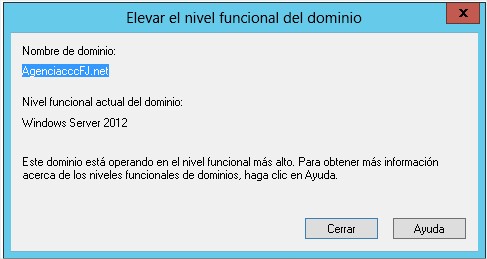 Elevar el nivel funcional del dominio
x
Nombre de dominio:
AgenciacccFJ.net
Nivel funcional actual del dominio:
Windows Server 2012
Este dominio está operando en el nivel funcional más alto. Para obtener más información
acerca de los niveles funcionales de dominios, haga clic en Ayuda.
Cerrar
Ayuda